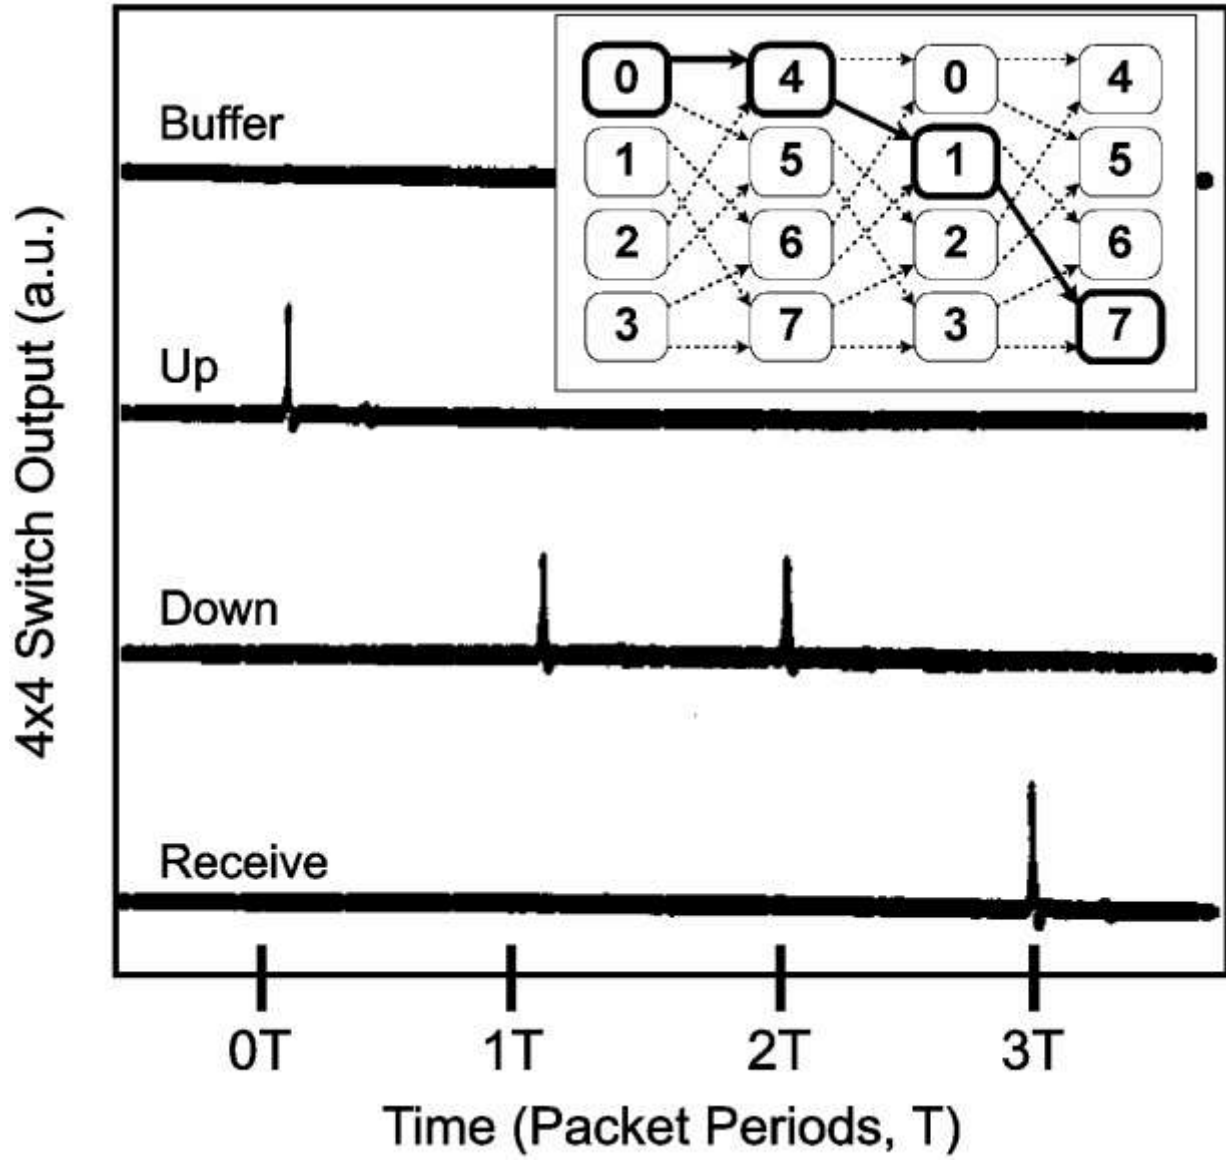 0 4 0 4
1 5 1 5
2 6 2 6
3 7 3 7
Buffer
Up
Down
Receive
4x4 Switch Output (a.u.)
0T 1T 2T 3T
Time (Packet Periods, T)